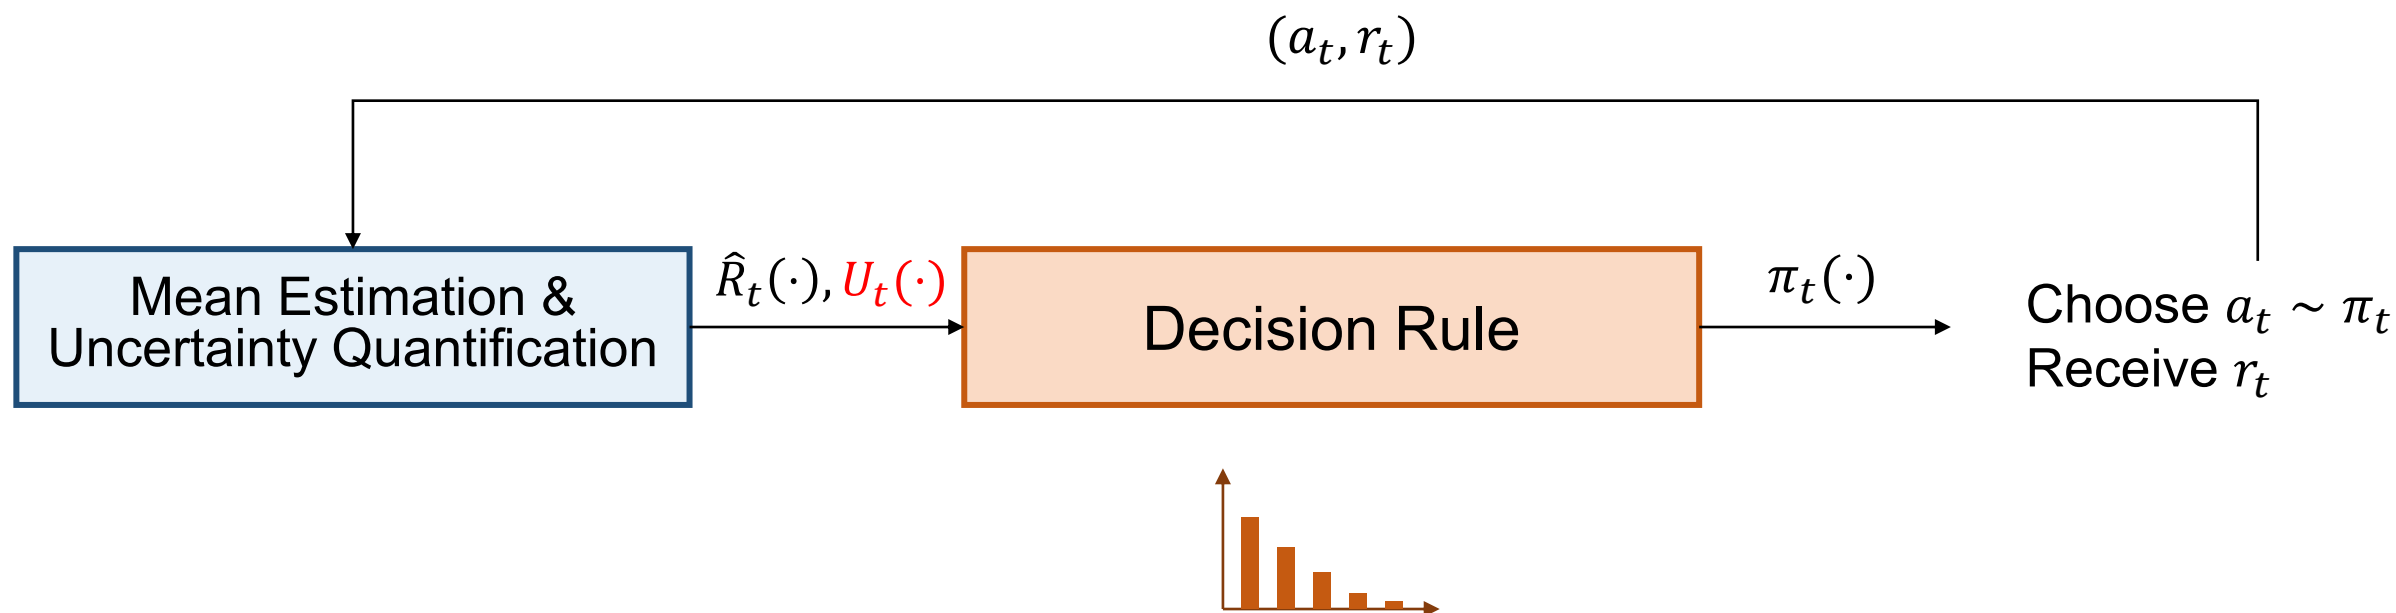 (a_t, r_t)
Mean Estimation &
Uncertainty Quantification
R̂_t(·), U_t(·)
Decision Rule
π_t(·)
Choose a_t ~ π_t
Receive r_t